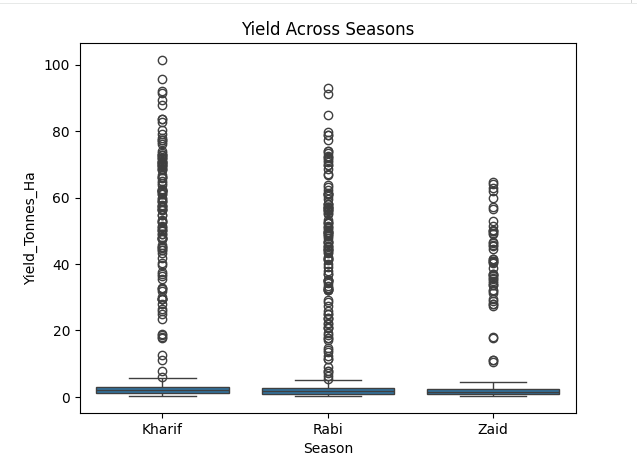 Yield Across Seasons
100
80
60
40
20
0
Yield_Tonnes_Ha
Kharif
Rabi
Zaid
Season